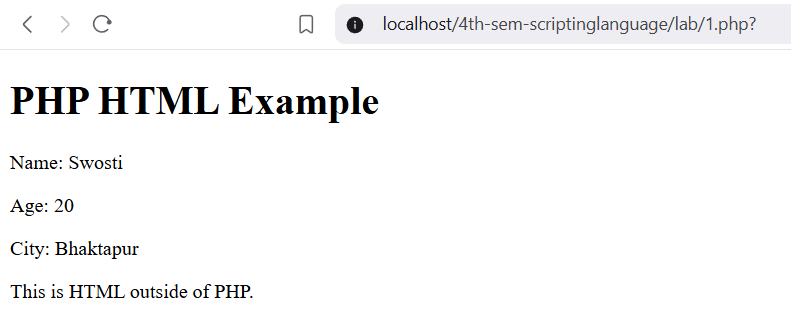 localhost/4th-sem-scriptinglanguage/lab/1.php?
PHP HTML Example
Name: Swosti
Age: 20
City: Bhaktapur
This is HTML outside of PHP.